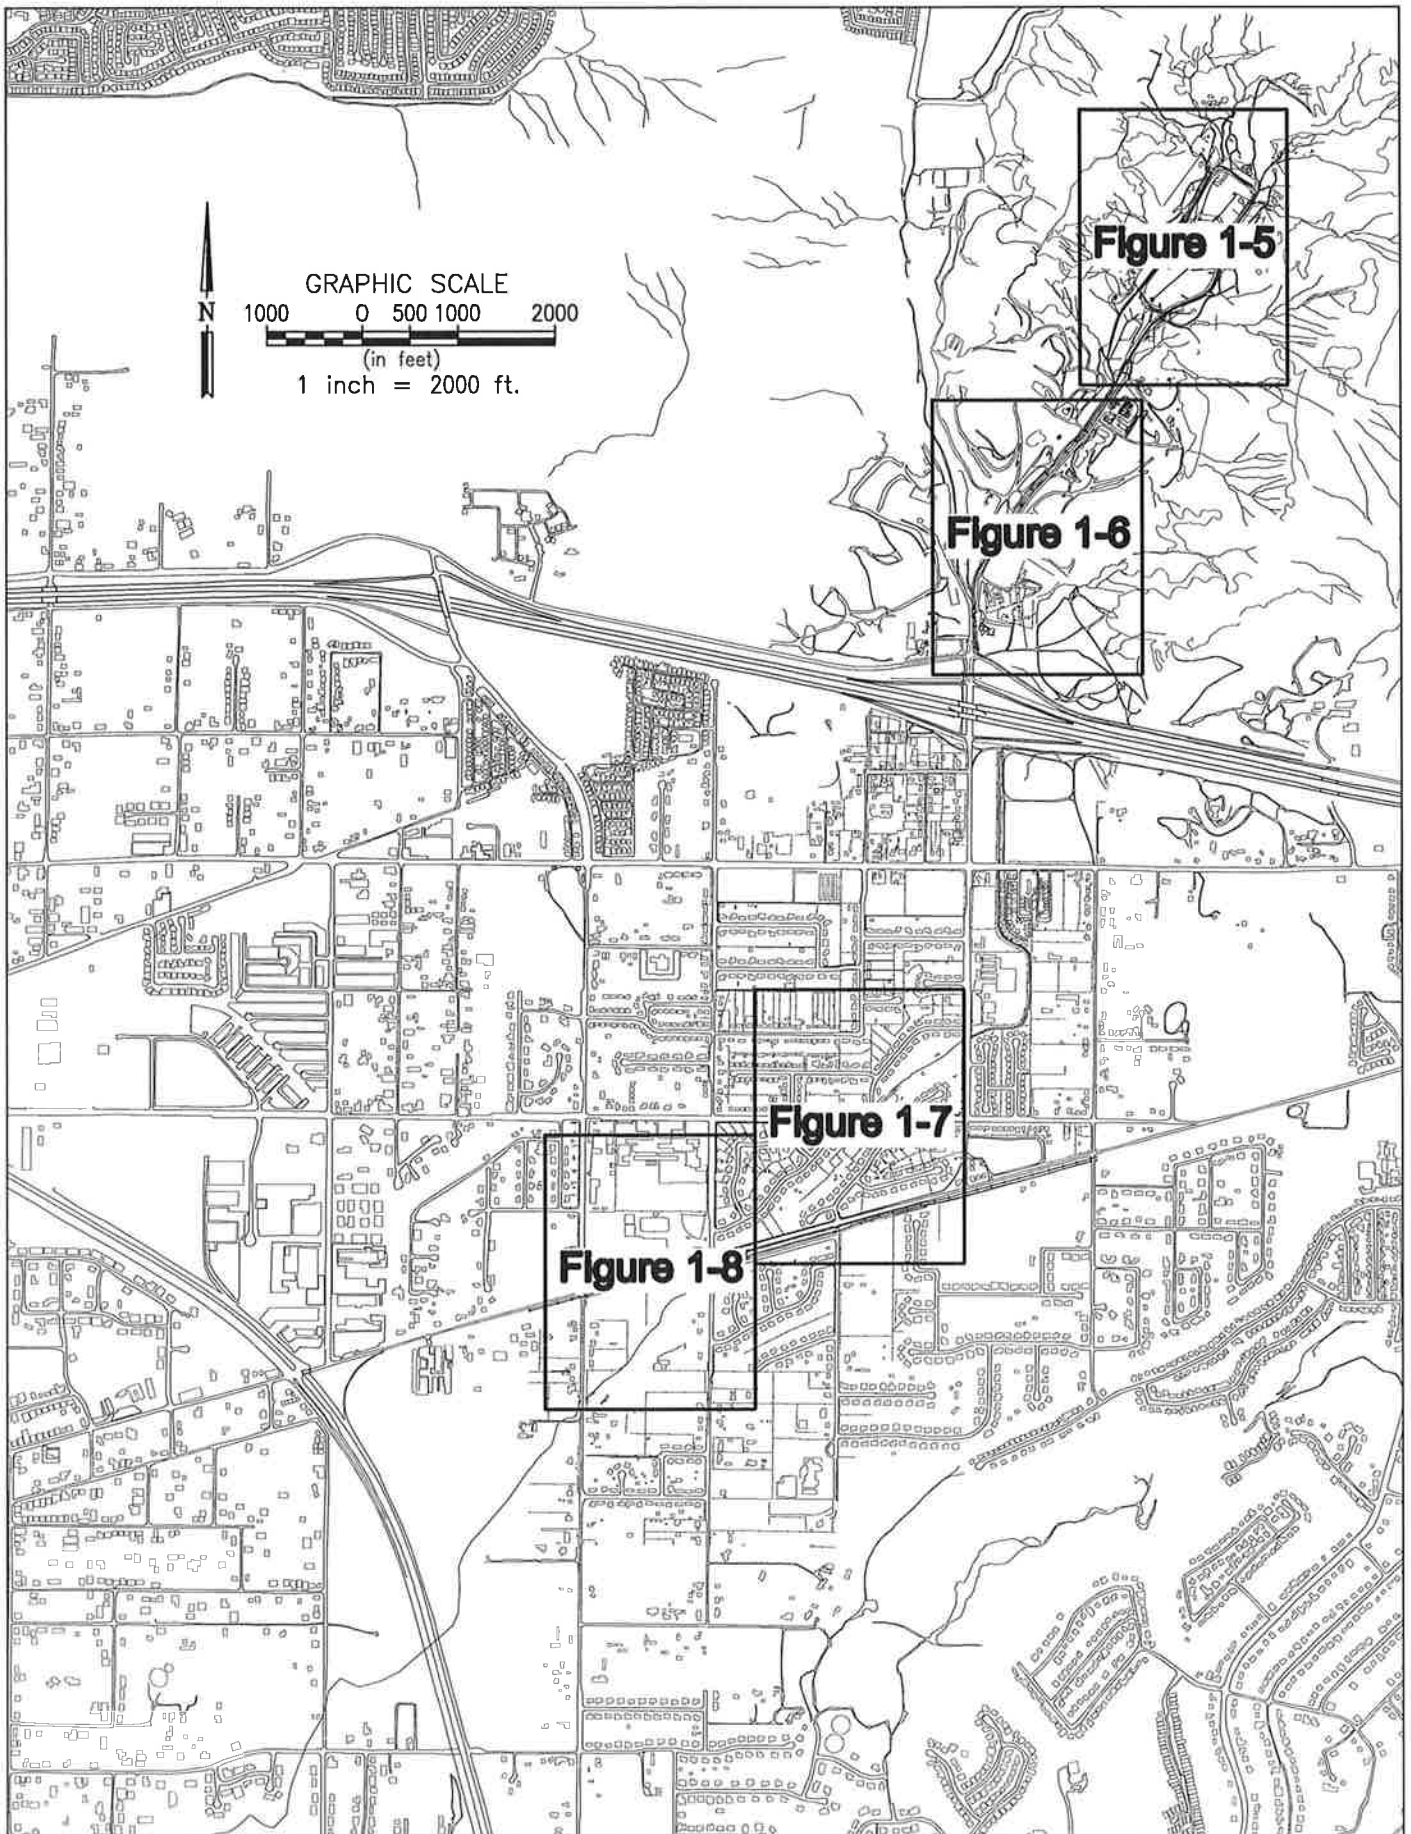 Figure 1-5
GRAPHIC SCALE
N
1000 0 500 1000 2000
(in feet)
1 inch = 2000 ft.
Figure 1-6
Figure 1-7
Figure 1-8